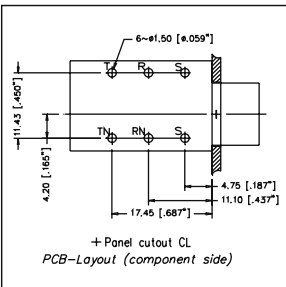 6~ø1,50 [ø.059"]
T R S
11,43 [.450"]
TN RN S
4,20 [.165"]
4,75 [.187"]
11,10 [.437"]
17,45 [.687"]
+ Panel cutout CL
PCB-Layout (component side)